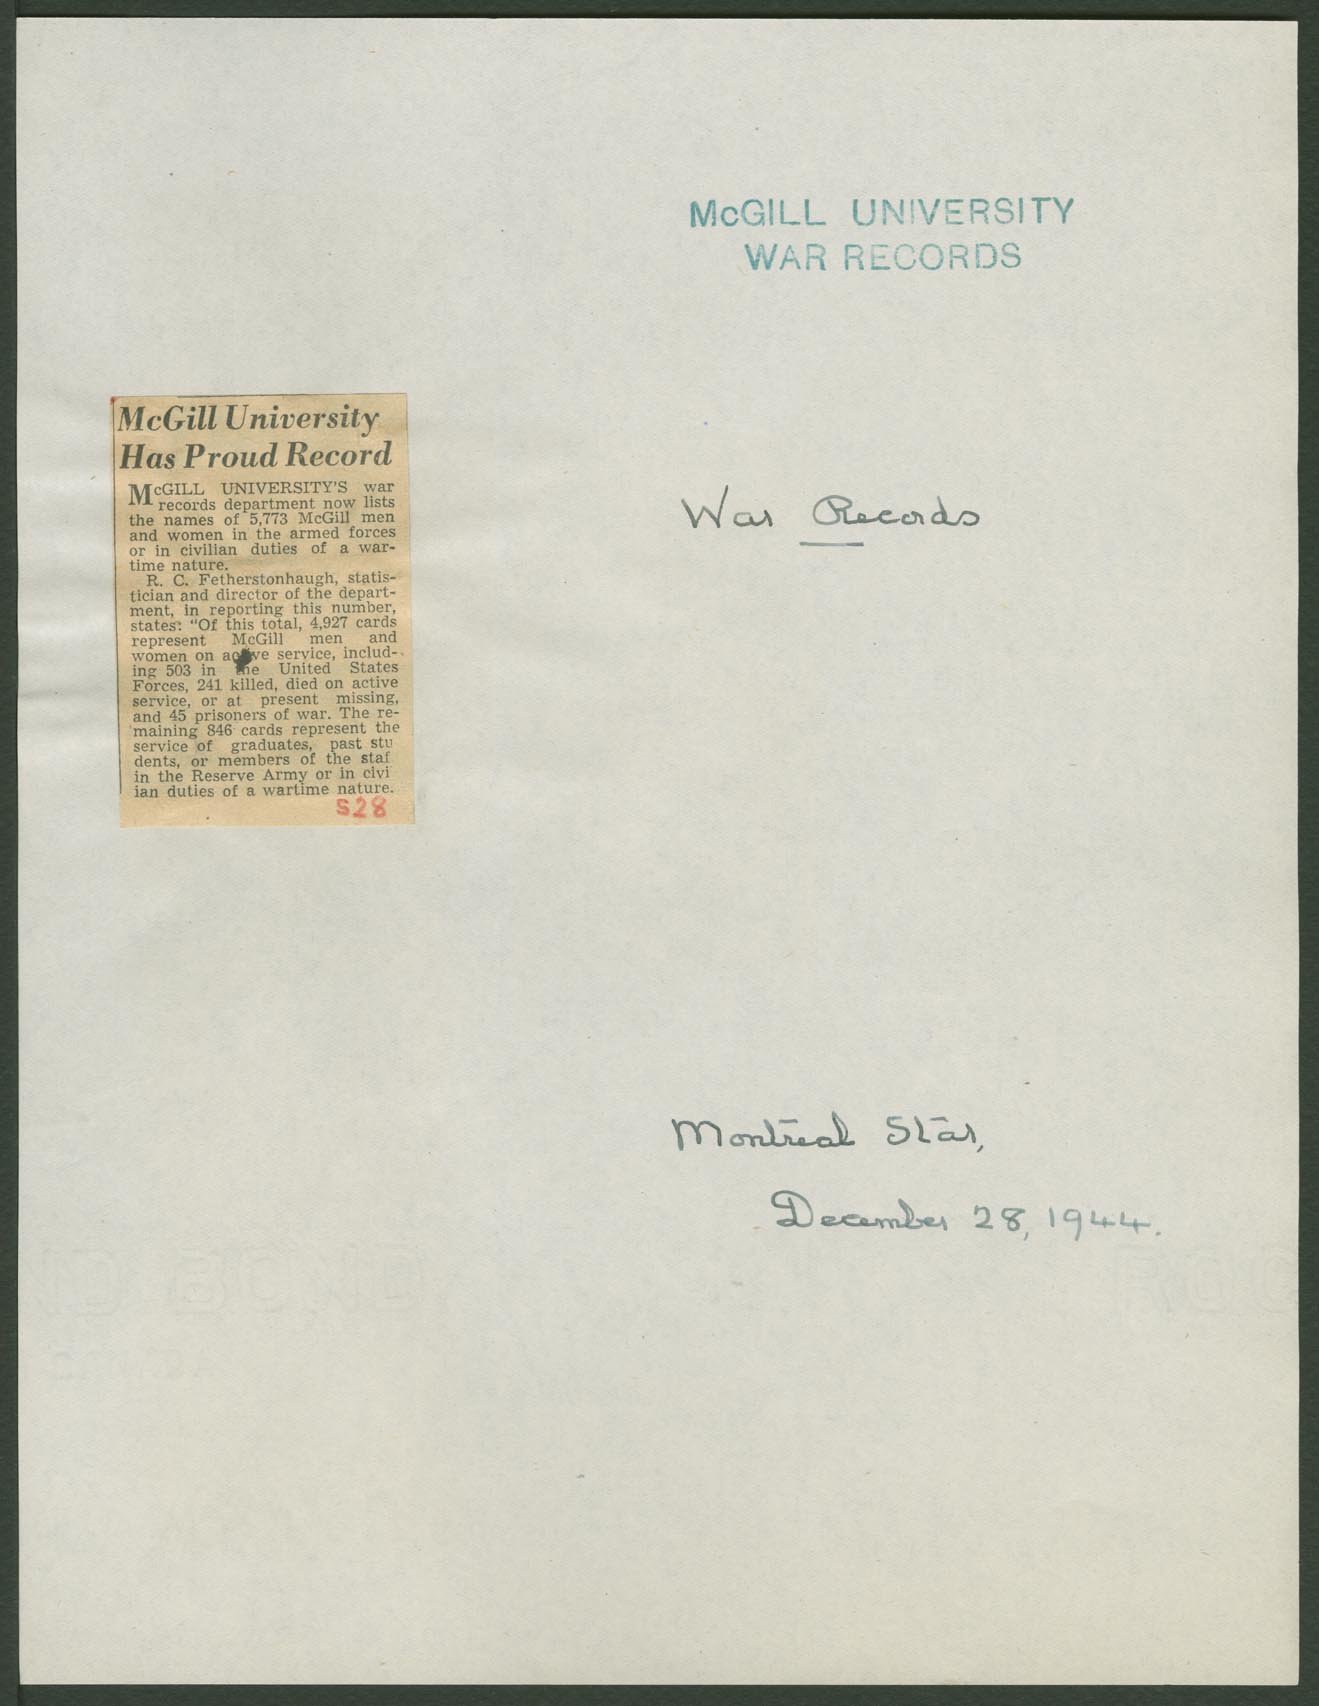 McGILL UNIVERSITY
WAR RECORDS
McGill University
Has Proud Record
McGILL UNIVERSITY'S war
records department now lists
the names of 5,773 McGill men
and women in the armed forces
or in civilian duties of a war-
time nature.
R. C. Fetherstonhaugh, statis-
tician and director of the depart-
ment, in reporting this number,
states: "Of this total, 4,927 cards
represent McGill men and
women on active service, includ-
ing 503 in the United States
Forces, 241 killed, died on active
service, or at present missing,
and 45 prisoners of war. The re-
maining 846 cards represent the
service of graduates, past stu
dents, or members of the staf
in the Reserve Army or in civi
ian duties of a wartime nature.
S28
War Records
Montreal Star,
December 28, 1944.